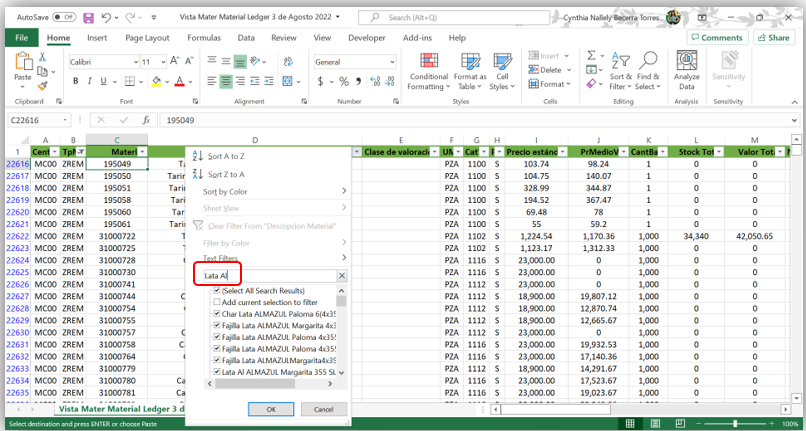 AutoSave Off Vista Mater Material Ledger 3 de Agosto 2022 Search (Alt+Q) Cynthia Nallely Becerra Torres
File Home Insert Page Layout Formulas Data Review View Developer Add-ins Help Comments Share
Calibri 11 General Insert
Paste Conditional Format as Cell Delete Sort & Find & Analyze Sensitivity
Formatting Table Styles Format Filter Select Data
Clipboard Font Alignment Number Styles Cells Editing Analysis Sensitivity
C22616 fx 195049
A B C D E F G H I J K L M
1 Cent Materi Clase de valoració Precio estánd PrMedioV CantBa Stock Tot Valor Tot
22616 MC00 ZREM 195049 PZA 1100 S 103.74 98.24 1 0 0
22617 MC00 ZREM 195050 PZA 1100 S 104.75 140.07 1 0 0
22618 MC00 ZREM 195051 PZA 1100 S 328.99 344.87 1 0 0
22619 MC00 ZREM 195058 PZA 1100 S 194.52 367.47 1 0 0
22620 MC00 ZREM 195060 PZA 1100 S 69.48 78 1 0 0
22621 MC00 ZREM 195061 PZA 1100 S 55 59.2 1 0 0
22622 MC00 ZREM 31000722 PZA 1102 S 1,224.54 1,170.36 1,000 34,340 42,050.65
22623 MC00 ZREM 31000725 PZA 1102 S 1,123.17 1,312.33 1,000 0 0
22624 MC00 ZREM 31000728 PZA 1116 S 23,000.00 0 1,000 0 0
22625 MC00 ZREM 31000730 PZA 1116 S 23,000.00 0 1,000 0 0
22626 MC00 ZREM 31000741 PZA 1112 S 23,000.00 0 1,000 0 0
22627 MC00 ZREM 31000744 PZA 1112 S 18,900.00 19,807.12 1,000 0 0
22628 MC00 ZREM 31000754 PZA 1112 S 18,900.00 12,870.74 1,000 0 0
22629 MC00 ZREM 31000755 PZA 1112 S 18,900.00 12,665.67 1,000 0 0
22630 MC00 ZREM 31000757 PZA 1112 S 23,000.00 0 1,000 0 0
22631 MC00 ZREM 31000758 PZA 1116 S 23,000.00 19,932.53 1,000 0 0
22632 MC00 ZREM 31000764 PZA 1116 S 23,000.00 17,140.36 1,000 0 0
22633 MC00 ZREM 31000779 PZA 1112 S 18,900.00 14,291.67 1,000 0 0
22634 MC00 ZREM 31000780 PZA 1116 S 23,000.00 17,523.67 1,000 0 0
22635 MC00 ZREM 31000781 PZA 1116 S 23,000.00 19,023.67 1,000 0 0
Sort A to Z
Sort Z to A
Sort by Color
Sheet View
Clear Filter From "Descripcion Material"
Filter by Color
Text Filters
Lata Al
(Select All Search Results)
Add current selection to filter
Char Lata ALMAZUL Paloma 6(4x35
Fajilla Lata ALMAZUL Margarita 4x3
Fajilla Lata ALMAZUL Paloma 4x355
Fajilla Lata ALMAZUL Paloma 4x355
Fajilla Lata ALMAZULMargarita4x35
Lata Al ALMAZUL Margarita 355 SL
OK Cancel
Vista Mater Material Ledger 3 d
Select destination and press ENTER or choose Paste 100%